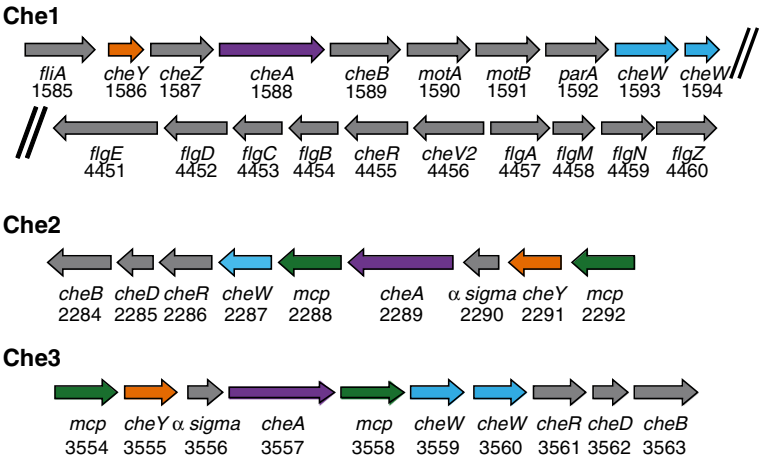 Che1
fliA cheY cheZ cheA cheB motA motB parA cheW cheW
1585 1586 1587 1588 1589 1590 1591 1592 1593 1594
flgE flgD flgC flgB cheR cheV2 flgA flgM flgN flgZ
4451 4452 4453 4454 4455 4456 4457 4458 4459 4460
Che2
cheB cheD cheR cheW mcp cheA α sigma cheY mcp
2284 2285 2286 2287 2288 2289 2290 2291 2292
Che3
mcp cheY α sigma cheA mcp cheW cheW cheR cheD cheB
3554 3555 3556 3557 3558 3559 3560 3561 3562 3563